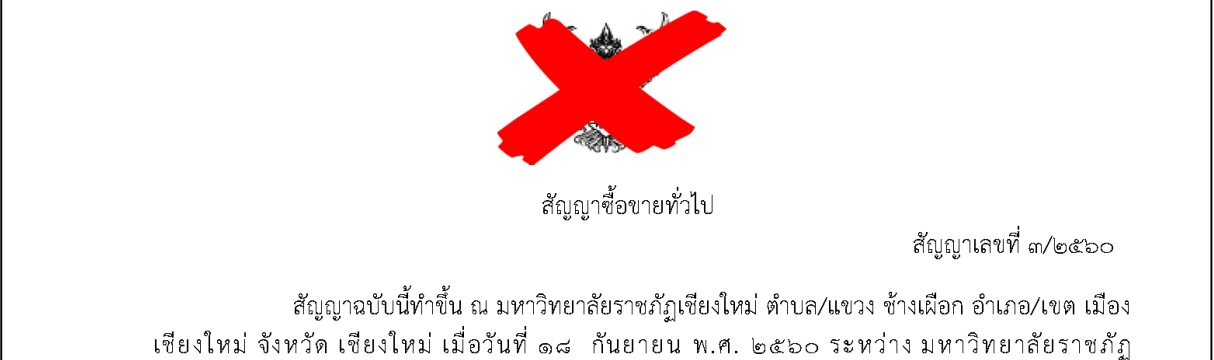 สัญญาซื้อขายทั่วไป
สัญญาเลขที่ ๓/๒๕๖๐
สัญญาฉบับนี้ทำขึ้น ณ มหาวิทยาลัยราชภัฏเชียงใหม่ ตำบล/แขวง ช้างเผือก อำเภอ/เขต เมือง
เชียงใหม่ จังหวัด เชียงใหม่ เมื่อวันที่ ๑๘ กันยายน พ.ศ. ๒๕๖๐ ระหว่าง มหาวิทยาลัยราชภัฏ